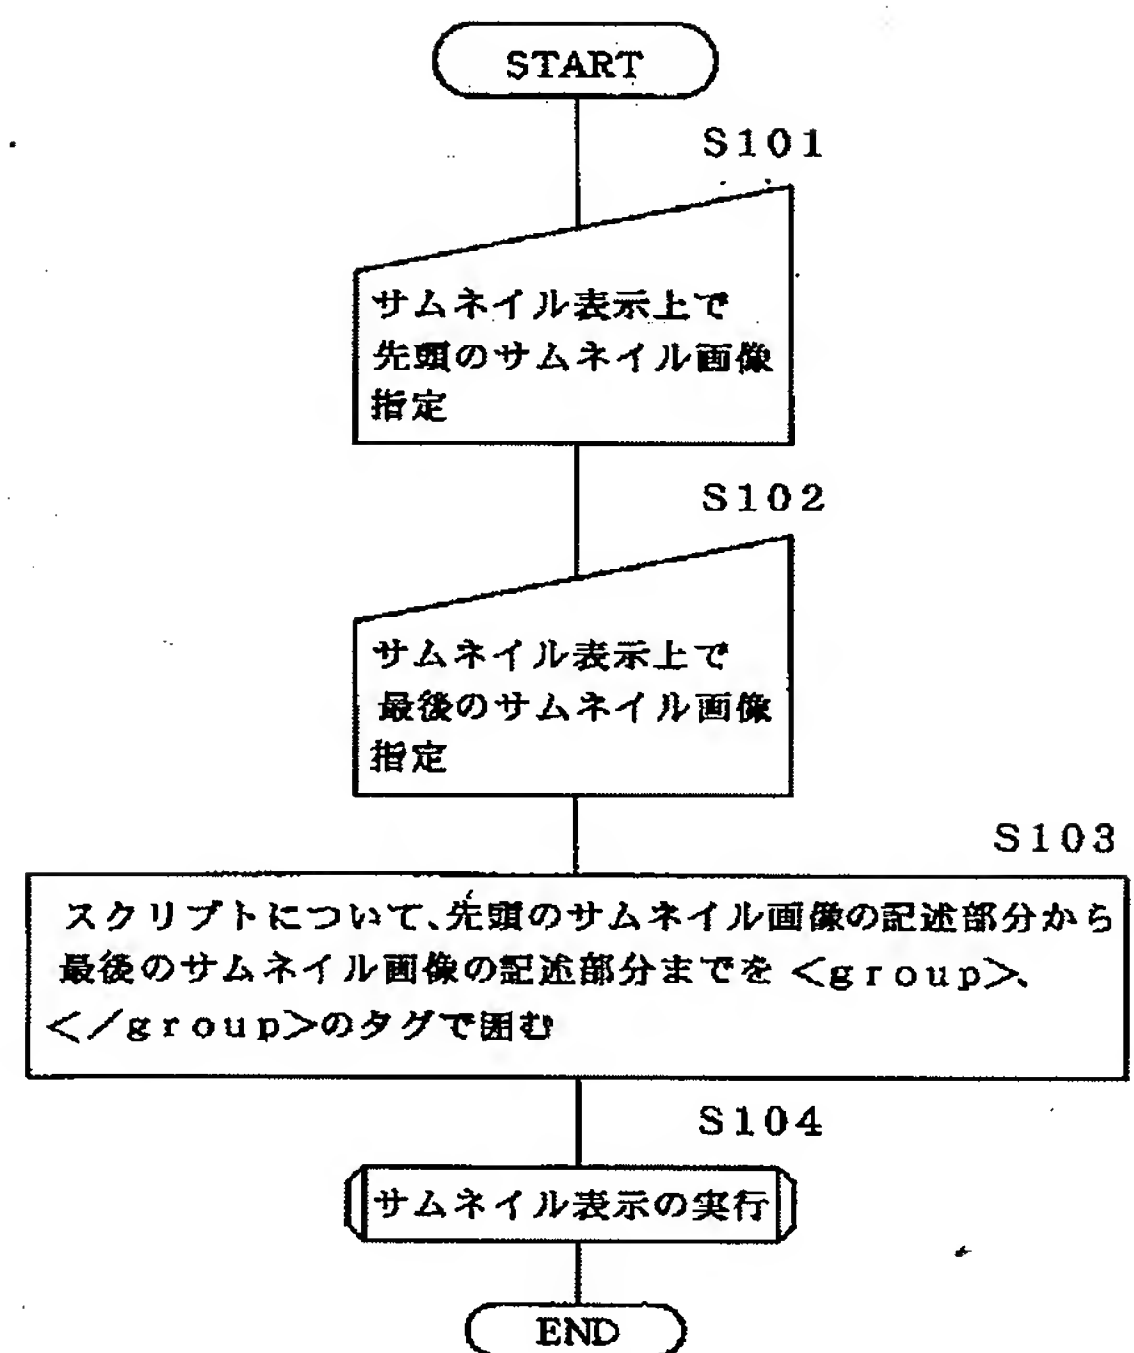 START
S101
サムネイル表示上で
先頭のサムネイル画像
指定
S102
サムネイル表示上で
最後のサムネイル画像
指定
S103
スクリプトについて、先頭のサムネイル画像の記述部分から
最後のサムネイル画像の記述部分までを<group>、
</group>のタグで囲む
S104
サムネイル表示の実行
END